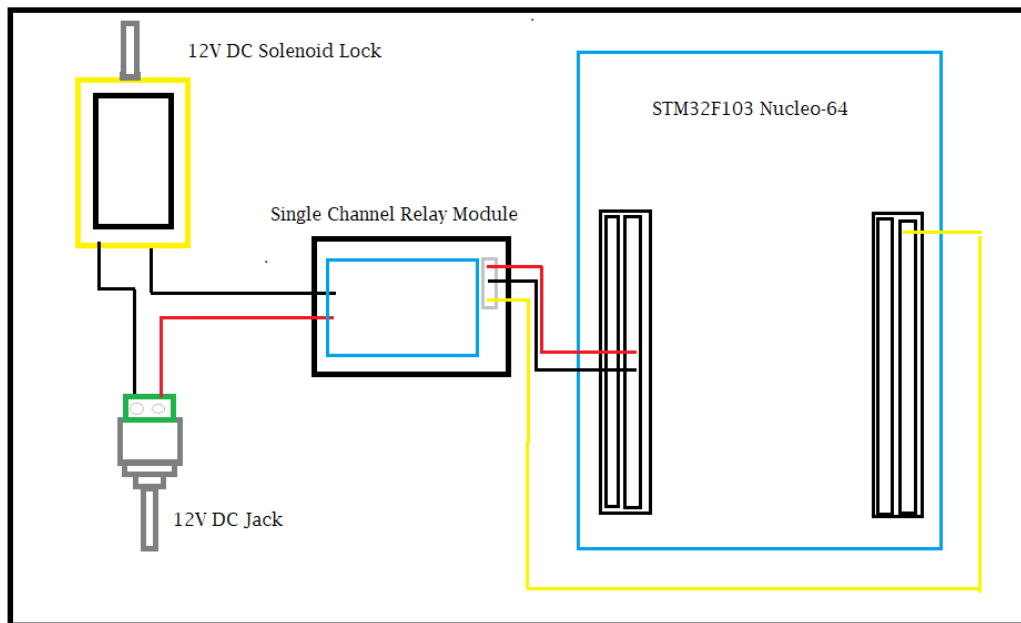 12V DC Solenoid Lock
STM32F103 Nucleo-64
Single Channel Relay Module
12V DC Jack